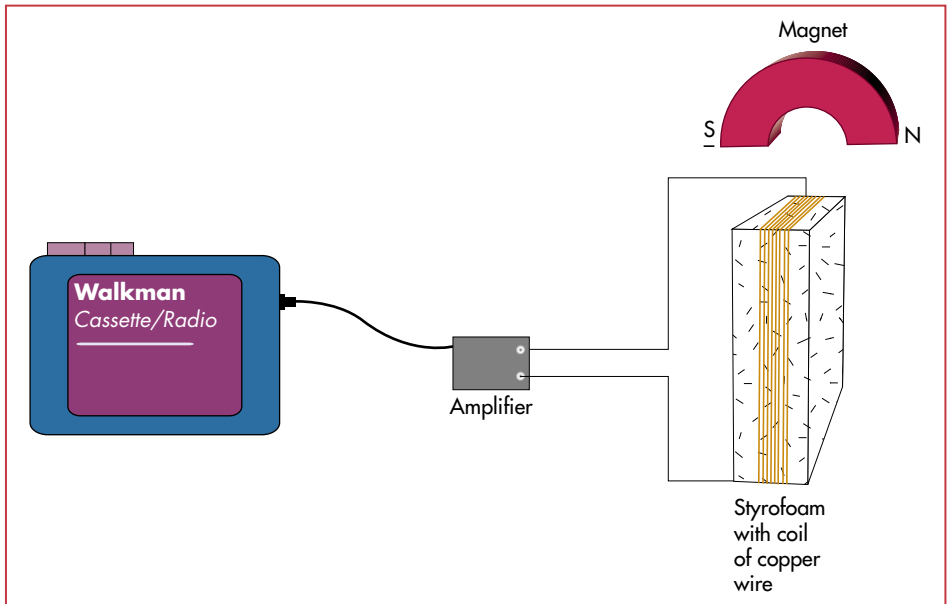 Magnet
S
N
Walkman
Cassette/Radio
Amplifier
Styrofoam
with coil
of copper
wire